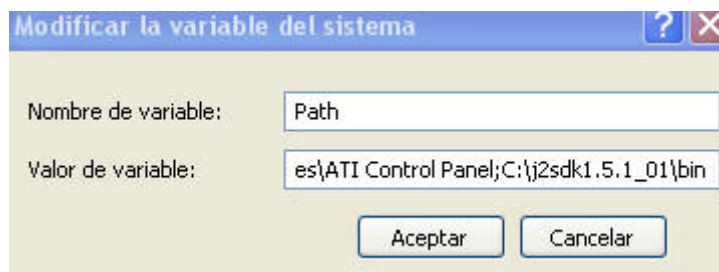 Modificar la variable del sistema
Nombre de variable: Path
Valor de variable: es\ATI Control Panel;C:\j2sdk1.5.1_01\bin
Aceptar Cancelar